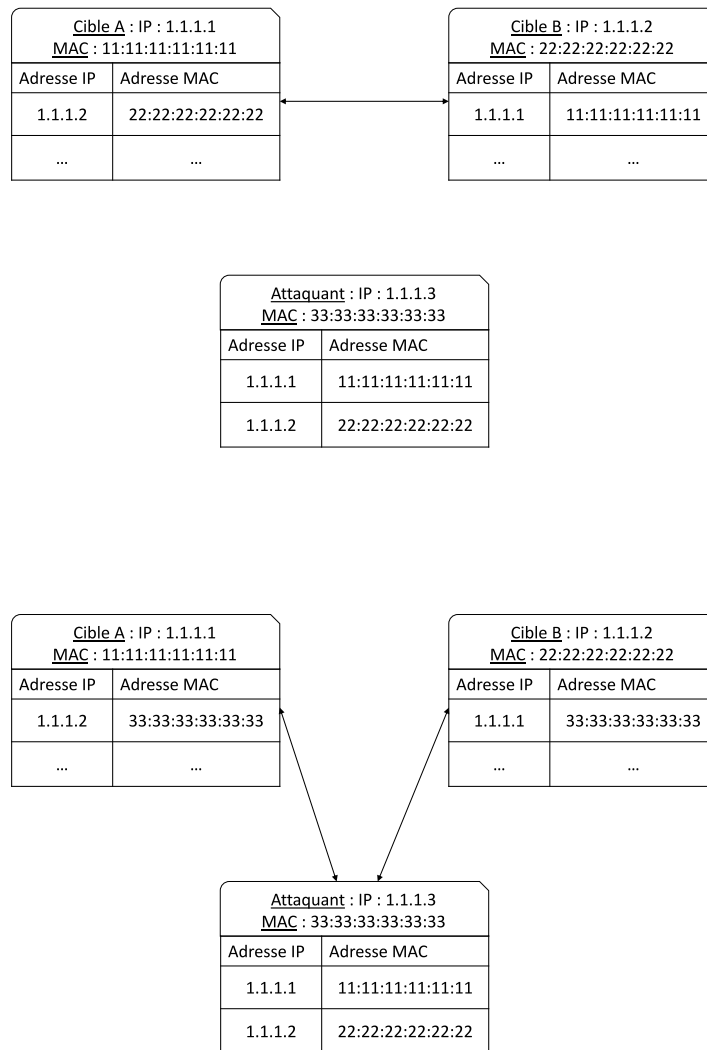 Cible A : IP : 1.1.1.1
MAC : 11:11:11:11:11:11
Adresse IP Adresse MAC
1.1.1.2 22:22:22:22:22:22
... ...
Cible B : IP : 1.1.1.2
MAC : 22:22:22:22:22:22
Adresse IP Adresse MAC
1.1.1.1 11:11:11:11:11:11
... ...
Attaquant : IP : 1.1.1.3
MAC : 33:33:33:33:33:33
Adresse IP Adresse MAC
1.1.1.1 11:11:11:11:11:11
1.1.1.2 22:22:22:22:22:22
Cible A : IP : 1.1.1.1
MAC : 11:11:11:11:11:11
Adresse IP Adresse MAC
1.1.1.2 33:33:33:33:33:33
... ...
Cible B : IP : 1.1.1.2
MAC : 22:22:22:22:22:22
Adresse IP Adresse MAC
1.1.1.1 33:33:33:33:33:33
... ...
Attaquant : IP : 1.1.1.3
MAC : 33:33:33:33:33:33
Adresse IP Adresse MAC
1.1.1.1 11:11:11:11:11:11
1.1.1.2 22:22:22:22:22:22